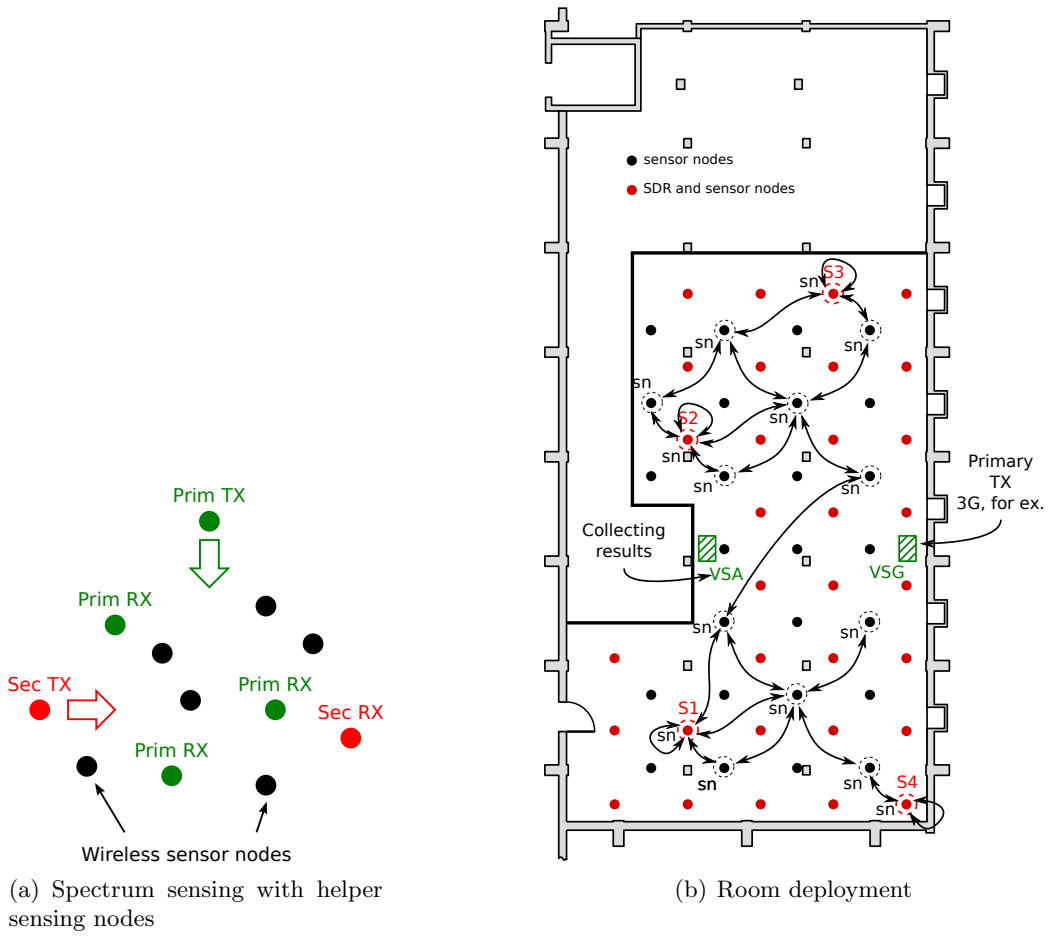 Prim TX
Prim RX
Sec TX
Prim RX
Sec RX
Prim RX
Wireless sensor nodes
(a) Spectrum sensing with helper
sensing nodes
sensor nodes
SDR and sensor nodes
S3
sn
sn
sn
sn
S2
sn
sn
sn
sn
Primary
TX
3G, for ex.
Collecting
results
VSA
VSG
sn
sn
S1
sn
sn
sn
sn
S4
sn
(b) Room deployment